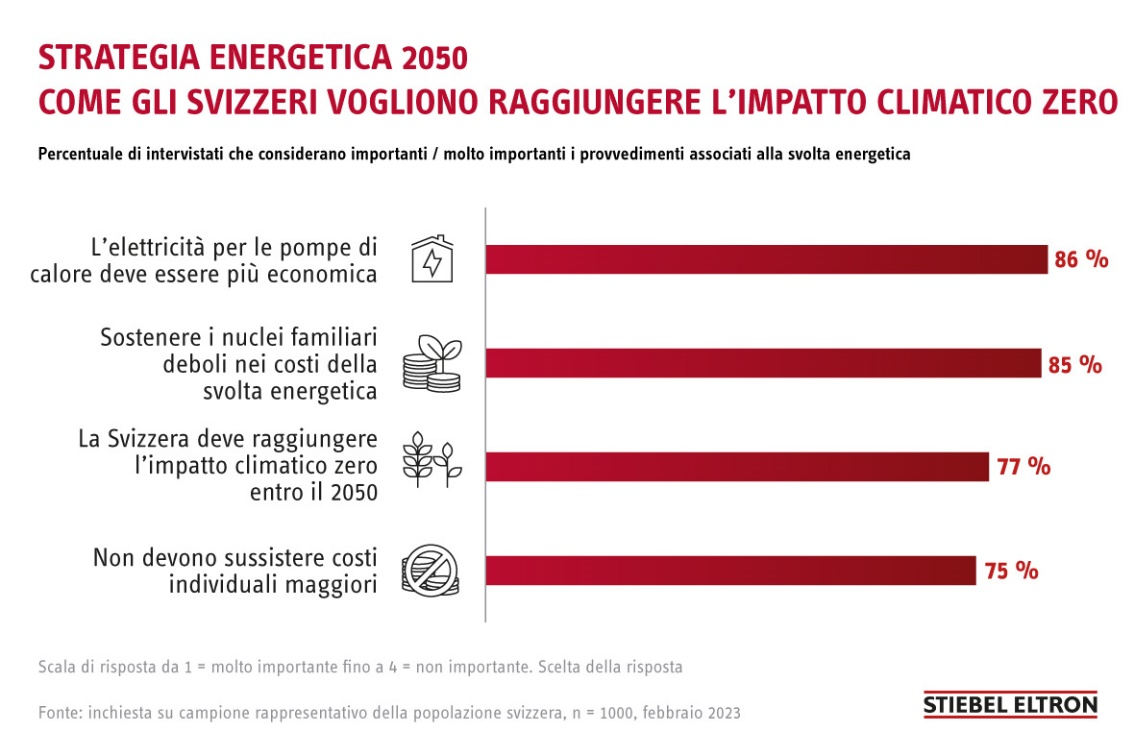 STRATEGIA ENERGETICA 2050
COME GLI SVIZZERI VOGLIONO RAGGIUNGERE L'IMPATTO CLIMATICO ZERO
Percentuale di intervistati che considerano importanti / molto importanti i provvedimenti associati alla svolta energetica
L'elettricità per le pompe di
calore deve essere più economica
86 %
Sostenere i nuclei familiari
deboli nei costi della
svolta energetica
85 %
La Svizzera deve raggiungere
l'impatto climatico zero
entro il 2050
77 %
Non devono sussistere costi
individuali maggiori
75 %
Scala di risposta da 1 = molto importante fino a 4 = non importante. Scelta della risposta
Fonte: inchiesta su campione rappresentativo della popolazione svizzera, n = 1000, febbraio 2023
STIEBEL ELTRON